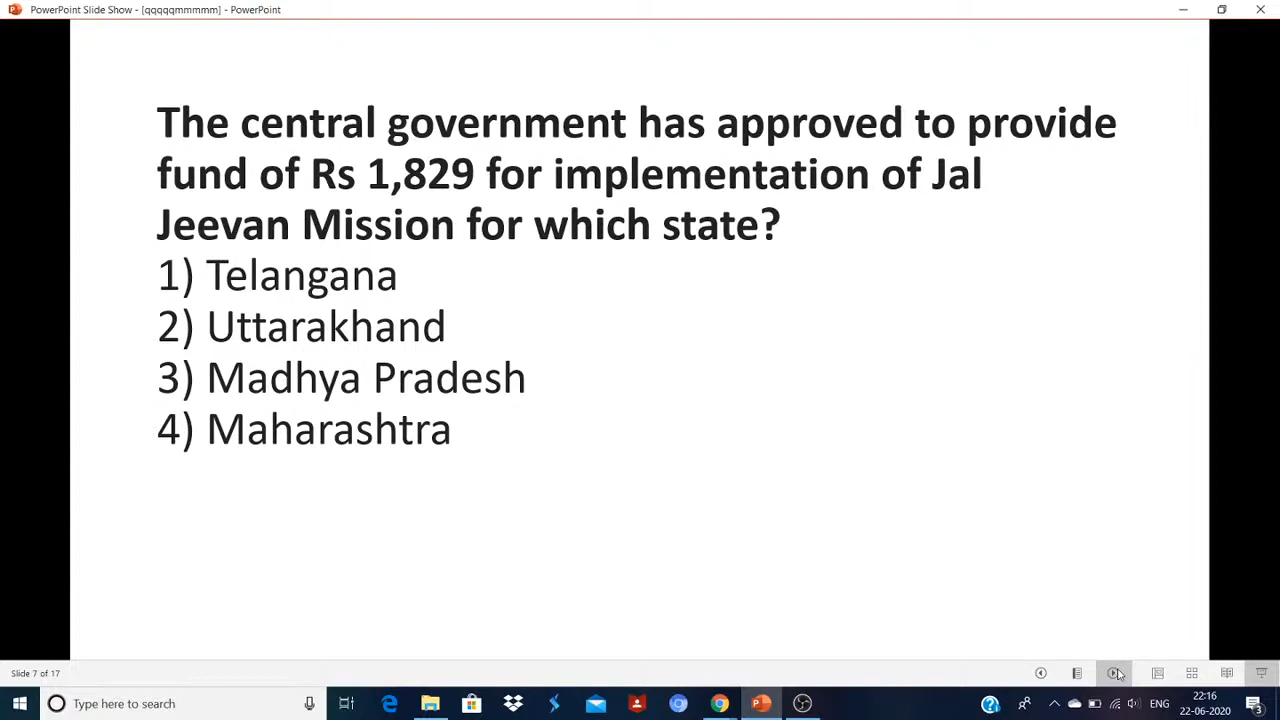 PowerPoint Slide Show - [qqqqqmmmmm] - PowerPoint
The central government has approved to provide
fund of Rs 1,829 for implementation of Jal
Jeevan Mission for which state?
1) Telangana
2) Uttarakhand
3) Madhya Pradesh
4) Maharashtra
Slide 7 of 17
Type here to search
ENG
22:16
22-06-2020
3